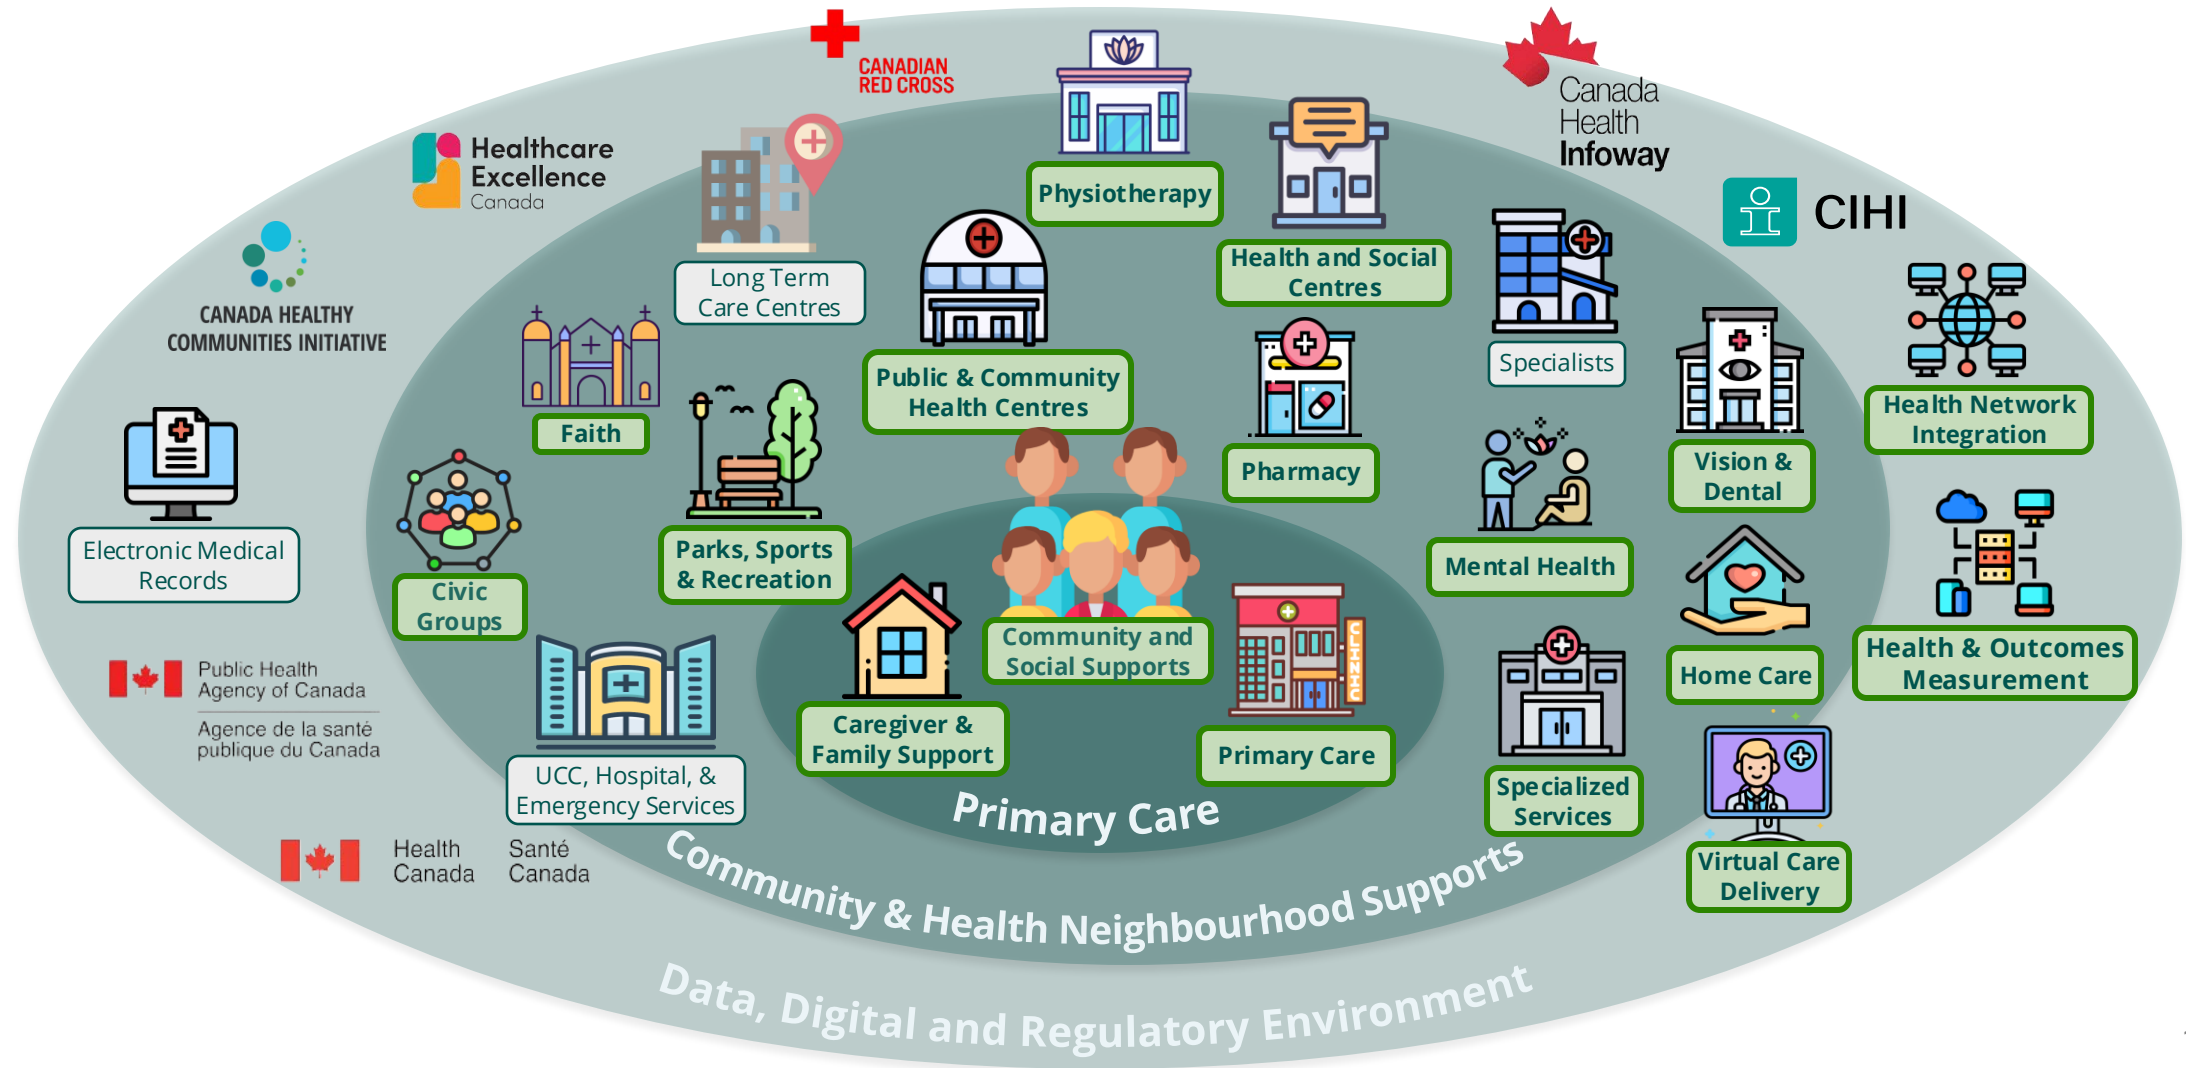 CANADIAN
RED CROSS
Canada
Health
Infoway
Healthcare
Excellence
Canada
CIHI
Physiotherapy
Health and Social
Centres
Long Term
Care Centres
CANADA HEALTHY
COMMUNITIES INITIATIVE
Specialists
Public & Community
Health Centres
Health Network
Integration
Faith
Pharmacy
Vision &
Dental
Electronic Medical
Records
Parks, Sports
& Recreation
Mental Health
Civic
Groups
Community and
Social Supports
CLINIC
Health & Outcomes
Measurement
Home Care
Public Health
Agency of Canada
Agence de la santé
publique du Canada
Caregiver &
Family Support
Primary Care
UCC, Hospital, &
Emergency Services
Specialized
Services
Virtual Care
Delivery
Health
Canada
Santé
Canada
Primary Care
Community & Health Neighbourhood Supports
Data, Digital and Regulatory Environment